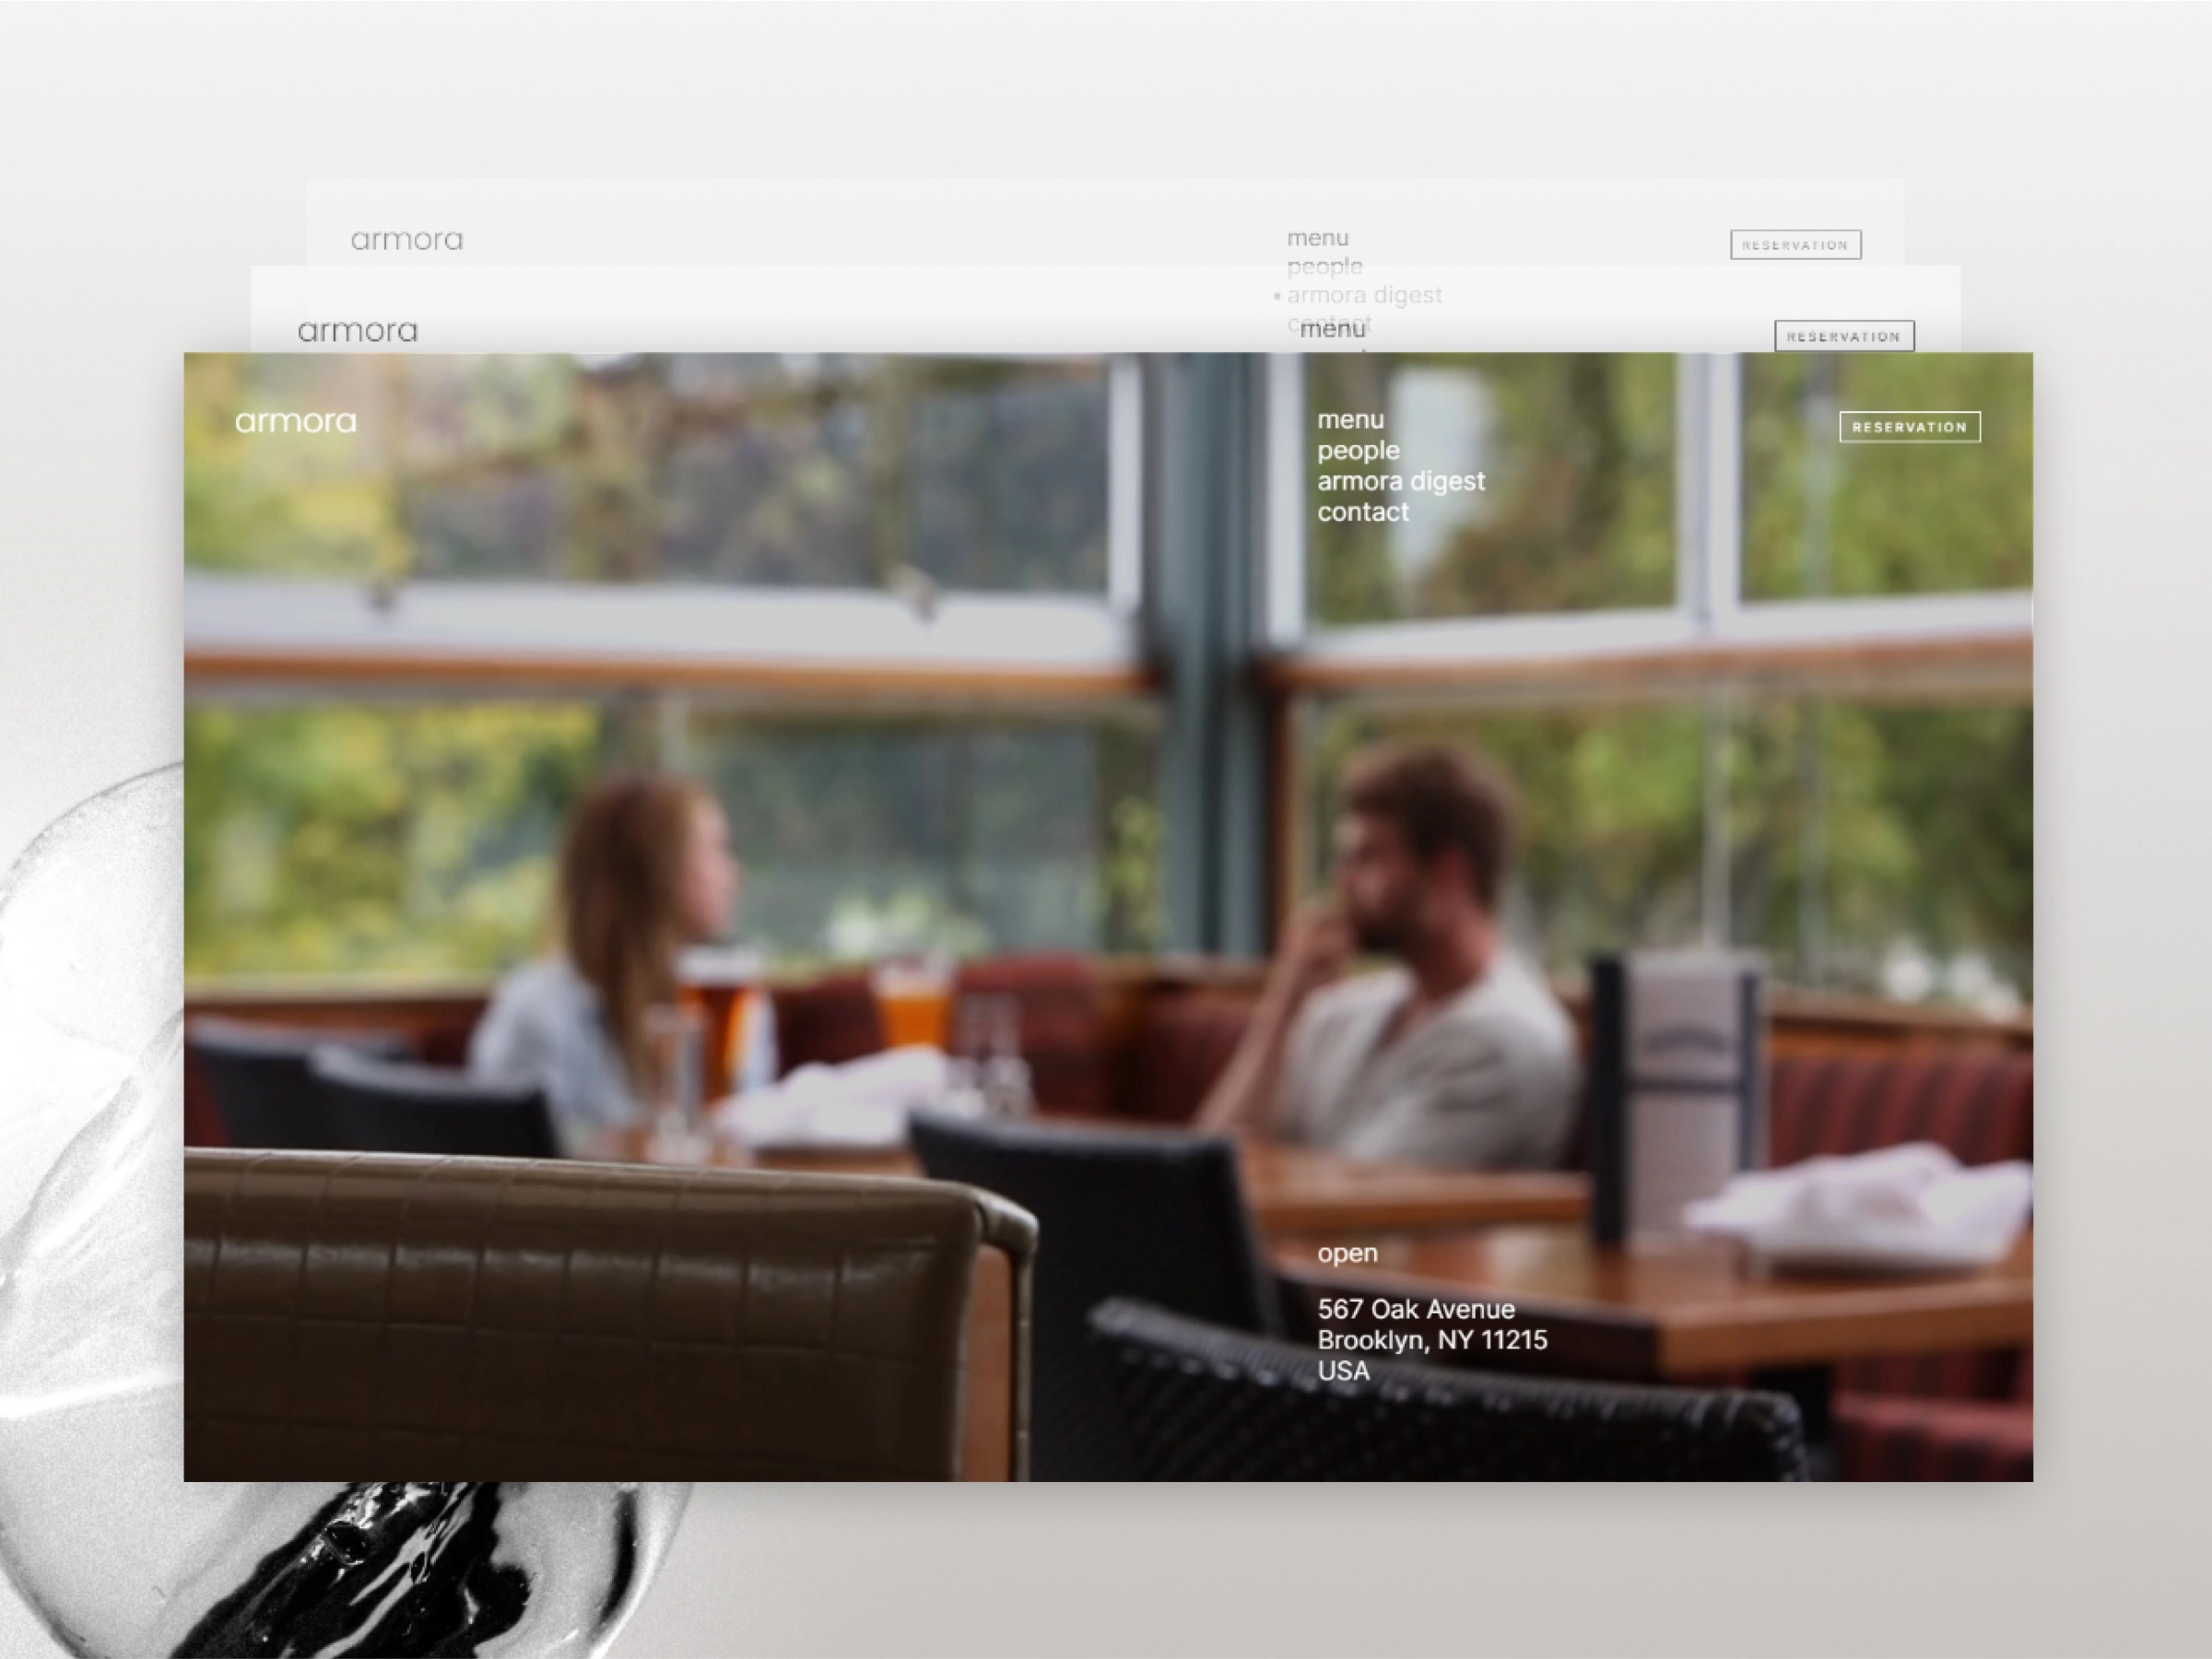 armora
menu
people
• armora digest
contact
RESERVATION
armora
menu
RESERVATION
armora
menu
people
armora digest
contact
RESERVATION
open
567 Oak Avenue
Brooklyn, NY 11215
USA